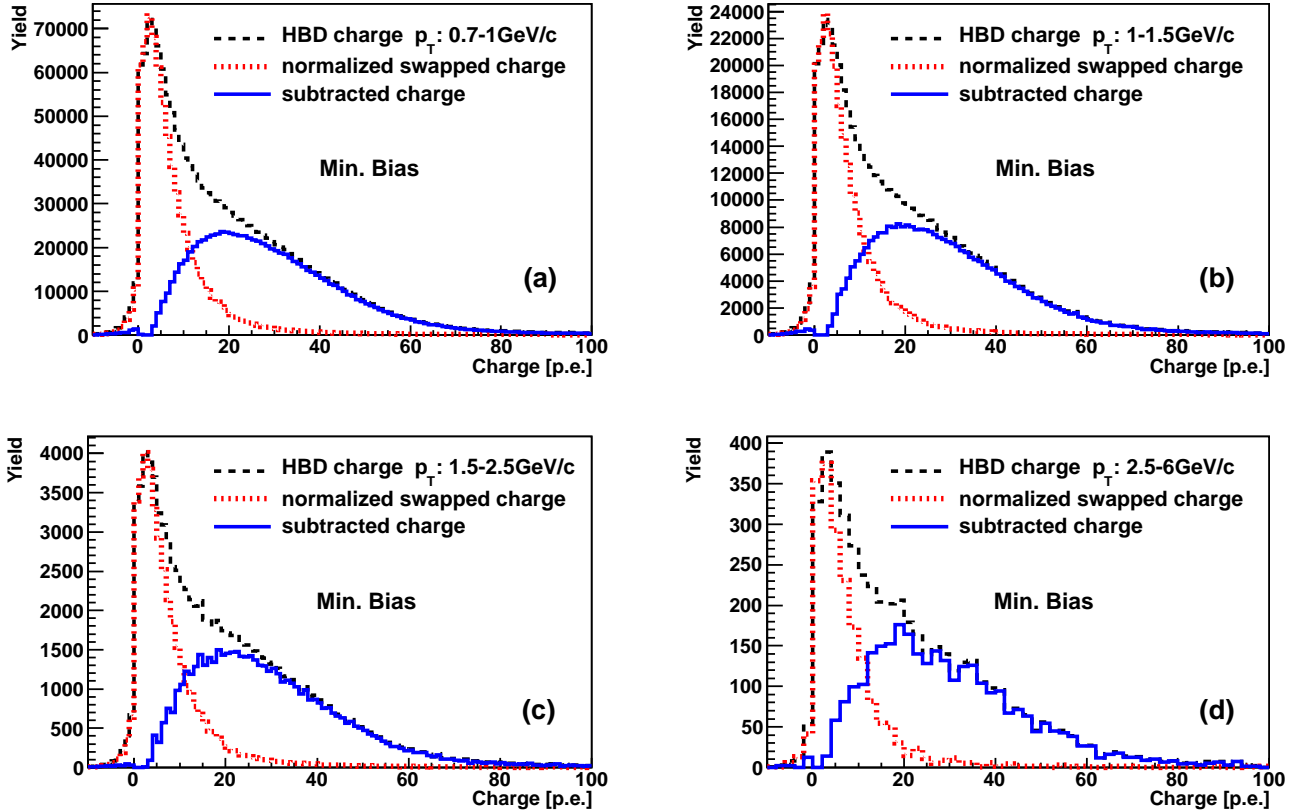 Yield
70000
60000
50000
40000
30000
20000
10000
0
HBD charge p_T: 0.7-1GeV/c
normalized swapped charge
subtracted charge
Min. Bias
(a)
0 20 40 60 80 100
Charge [p.e.]
Yield
24000
22000
20000
18000
16000
14000
12000
10000
8000
6000
4000
2000
0
HBD charge p_T: 1-1.5GeV/c
normalized swapped charge
subtracted charge
Min. Bias
(b)
0 20 40 60 80 100
Charge [p.e.]
Yield
4000
3500
3000
2500
2000
1500
1000
500
0
HBD charge p_T: 1.5-2.5GeV/c
normalized swapped charge
subtracted charge
Min. Bias
(c)
0 20 40 60 80 100
Charge [p.e.]
Yield
400
350
300
250
200
150
100
50
0
HBD charge p_T: 2.5-6GeV/c
normalized swapped charge
subtracted charge
Min. Bias
(d)
0 20 40 60 80 100
Charge [p.e.]